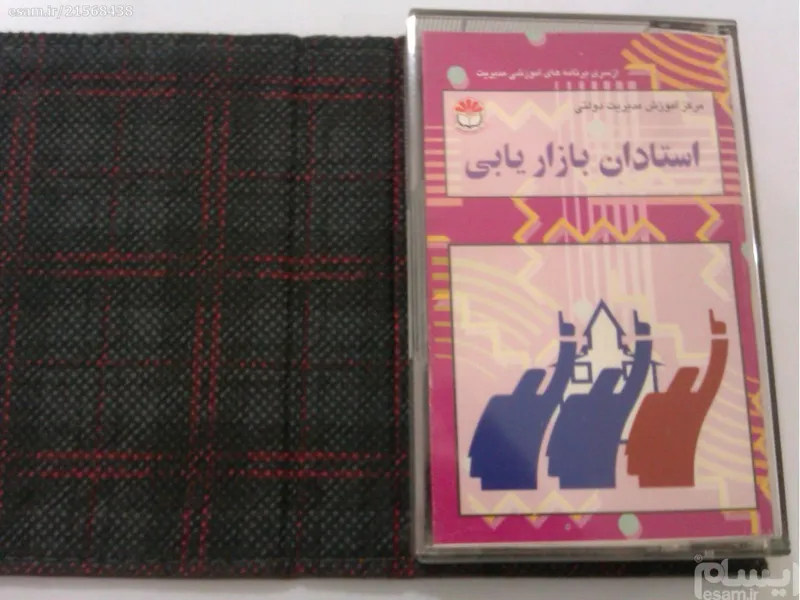 esam.ir/21568438
از سری برنامه های آموزشی مدیریت
مرکز آموزش مدیریت دولتی
استادان بازاریابی
ایسام
esam.ir